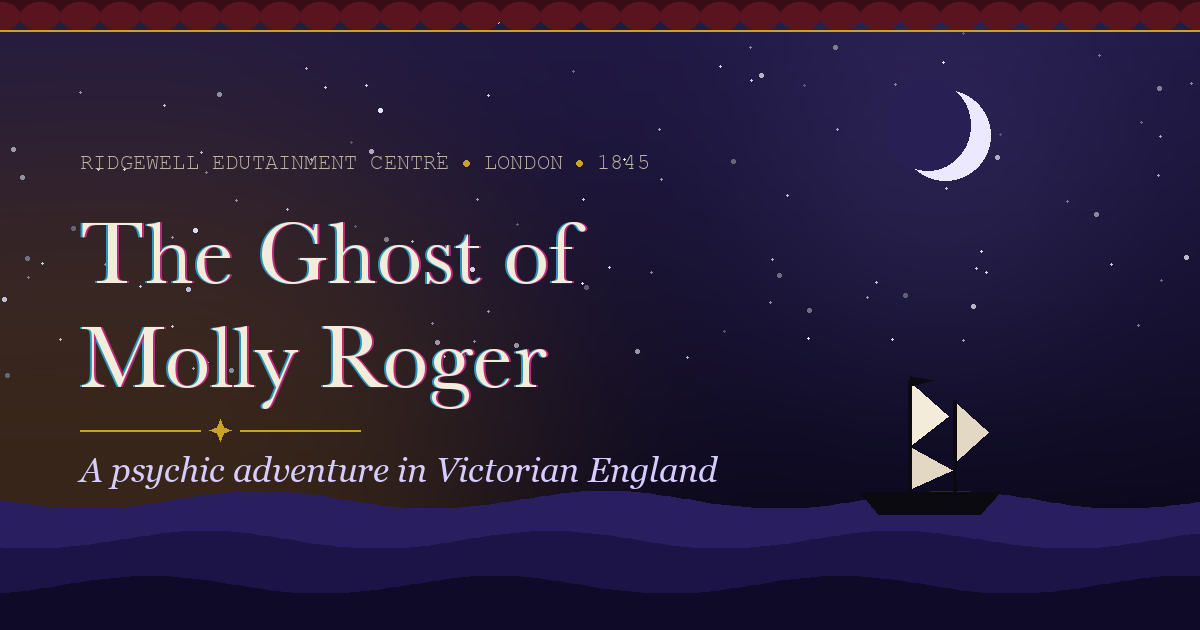 RIDGEWELL EDUTAINMENT CENTRE • LONDON • 1845
The Ghost of
Molly Roger
A psychic adventure in Victorian England